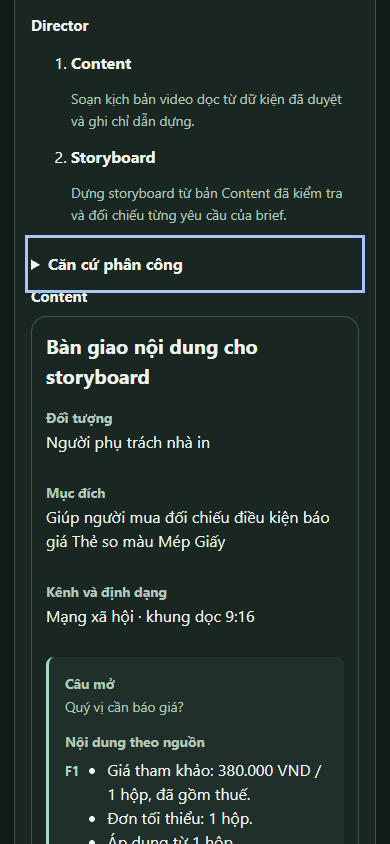 Director
1. Content
Soạn kịch bản video dọc từ dữ kiện đã duyệt
và ghi chỉ dẫn dựng.
2. Storyboard
Dựng storyboard từ bản Content đã kiểm tra
và đối chiếu từng yêu cầu của brief.
▶ Căn cứ phân công
Content
Bàn giao nội dung cho
storyboard
Đối tượng
Người phụ trách nhà in
Mục đích
Giúp người mua đối chiếu điều kiện báo
giá Thẻ so màu Mép Giấy
Kênh và định dạng
Mạng xã hội · khung dọc 9:16
Câu mở
Quý vị cần báo giá?
Nội dung theo nguồn
F1 • Giá tham khảo: 380.000 VND /
1 hộp, đã gồm thuế.
• Đơn tối thiểu: 1 hộp.
• Áp dụng từ 1 hộp